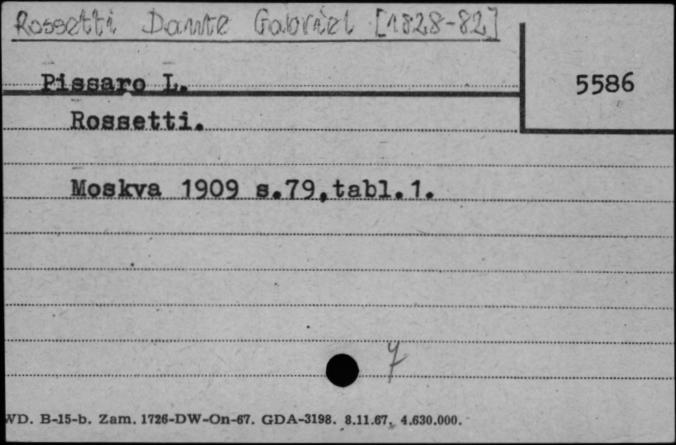 Rossetti Dante Gabriel [1828-82]
Pissaro L.
5586
Rossetti.
Moskva 1909 s.79,tabl.1.
7
WD. B-15-b. Zam. 1726-DW-On-67. GDA-3198. 8.11.67. 4.630.000.